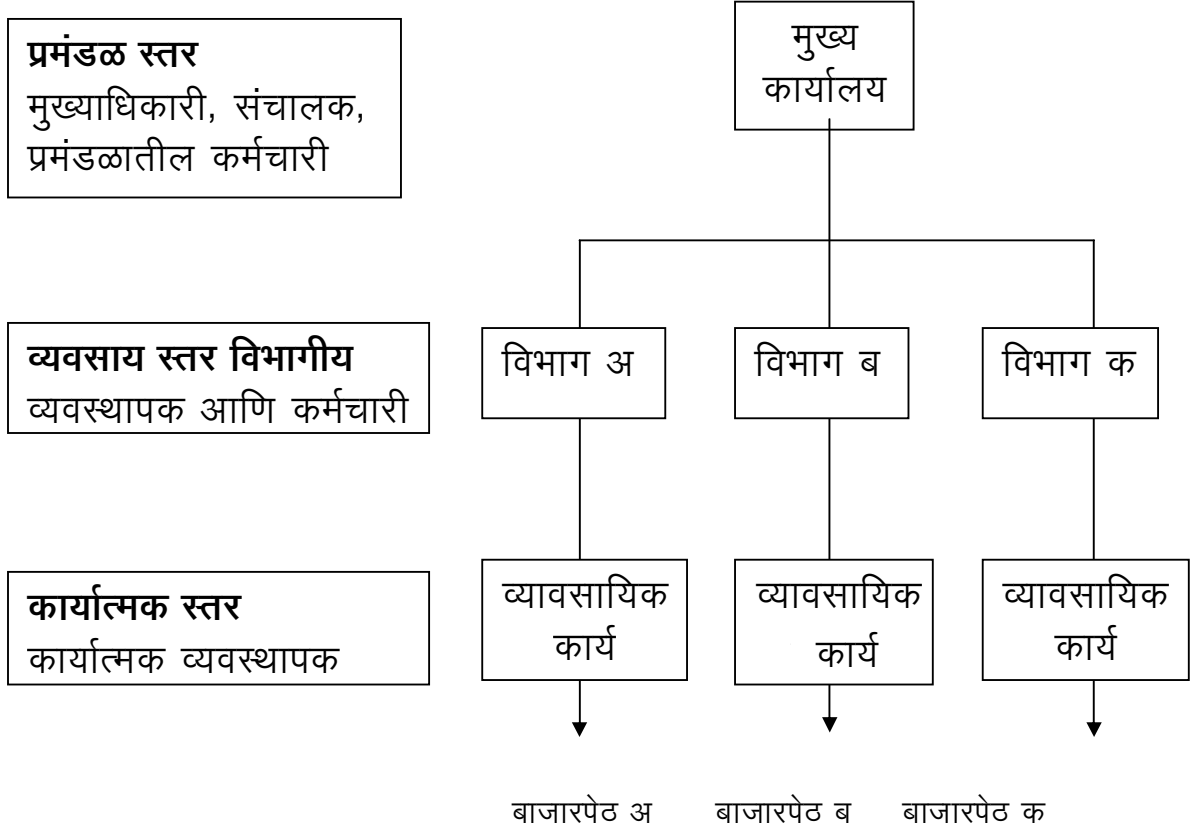 प्रमंडळ स्तर
मुख्याधिकारी, संचालक,
प्रमंडळातील कर्मचारी
मुख्य
कार्यालय
व्यवसाय स्तर विभागीय
व्यवस्थापक आणि कर्मचारी
विभाग अ
विभाग ब
विभाग क
कार्यात्मक स्तर
कार्यात्मक व्यवस्थापक
व्यावसायिक
कार्य
व्यावसायिक
कार्य
व्यावसायिक
कार्य
बाजारपेठ अ
बाजारपेठ ब
बाजारपेठ क